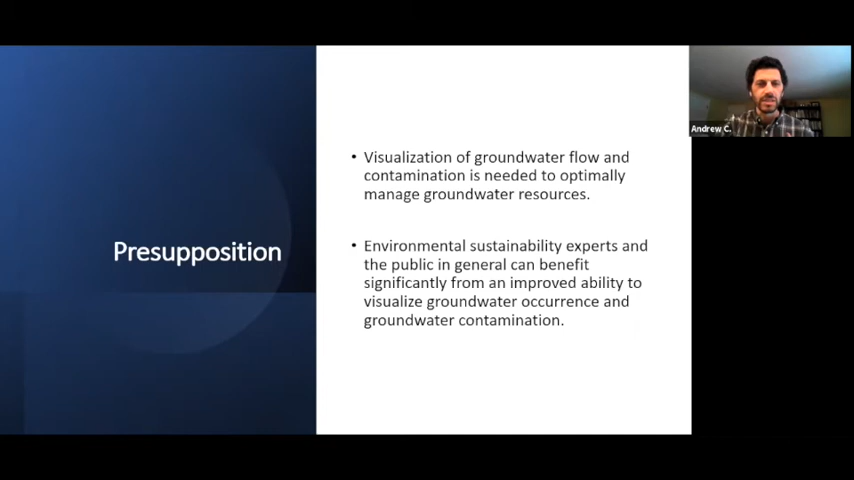 Presupposition
• Visualization of groundwater flow and
contamination is needed to optimally
manage groundwater resources.
• Environmental sustainability experts and
the public in general can benefit
significantly from an improved ability to
visualize groundwater occurrence and
groundwater contamination.
Andrew C.